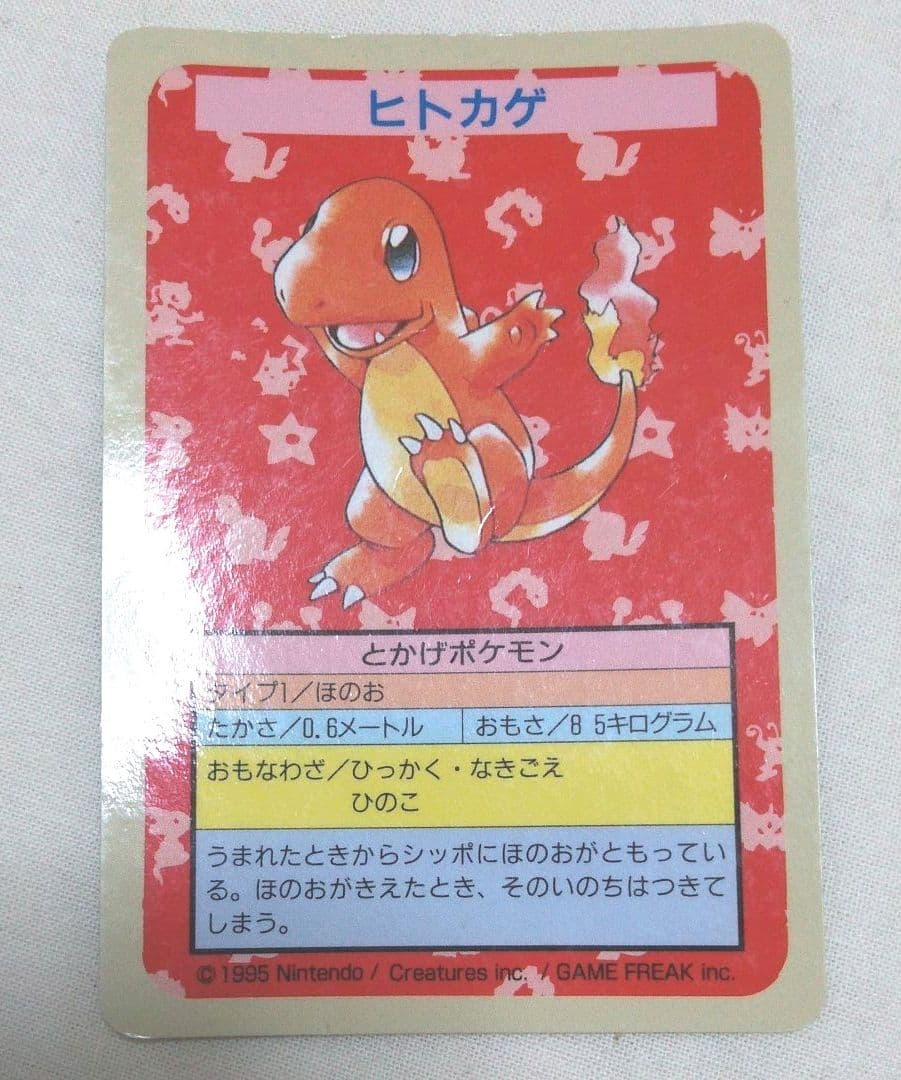 ヒトカゲ
とかげポケモン
タイプ1／ほのお
たかさ／0.6メートル
おもさ／8 5キログラム
おもなわざ／ひっかく・なきごえ
ひのこ
うまれたときからシッポにほのおがともってい
る。ほのおがきえたとき、そのいのちはつきて
しまう。
© 1995 Nintendo / Creatures inc. / GAME FREAK inc.